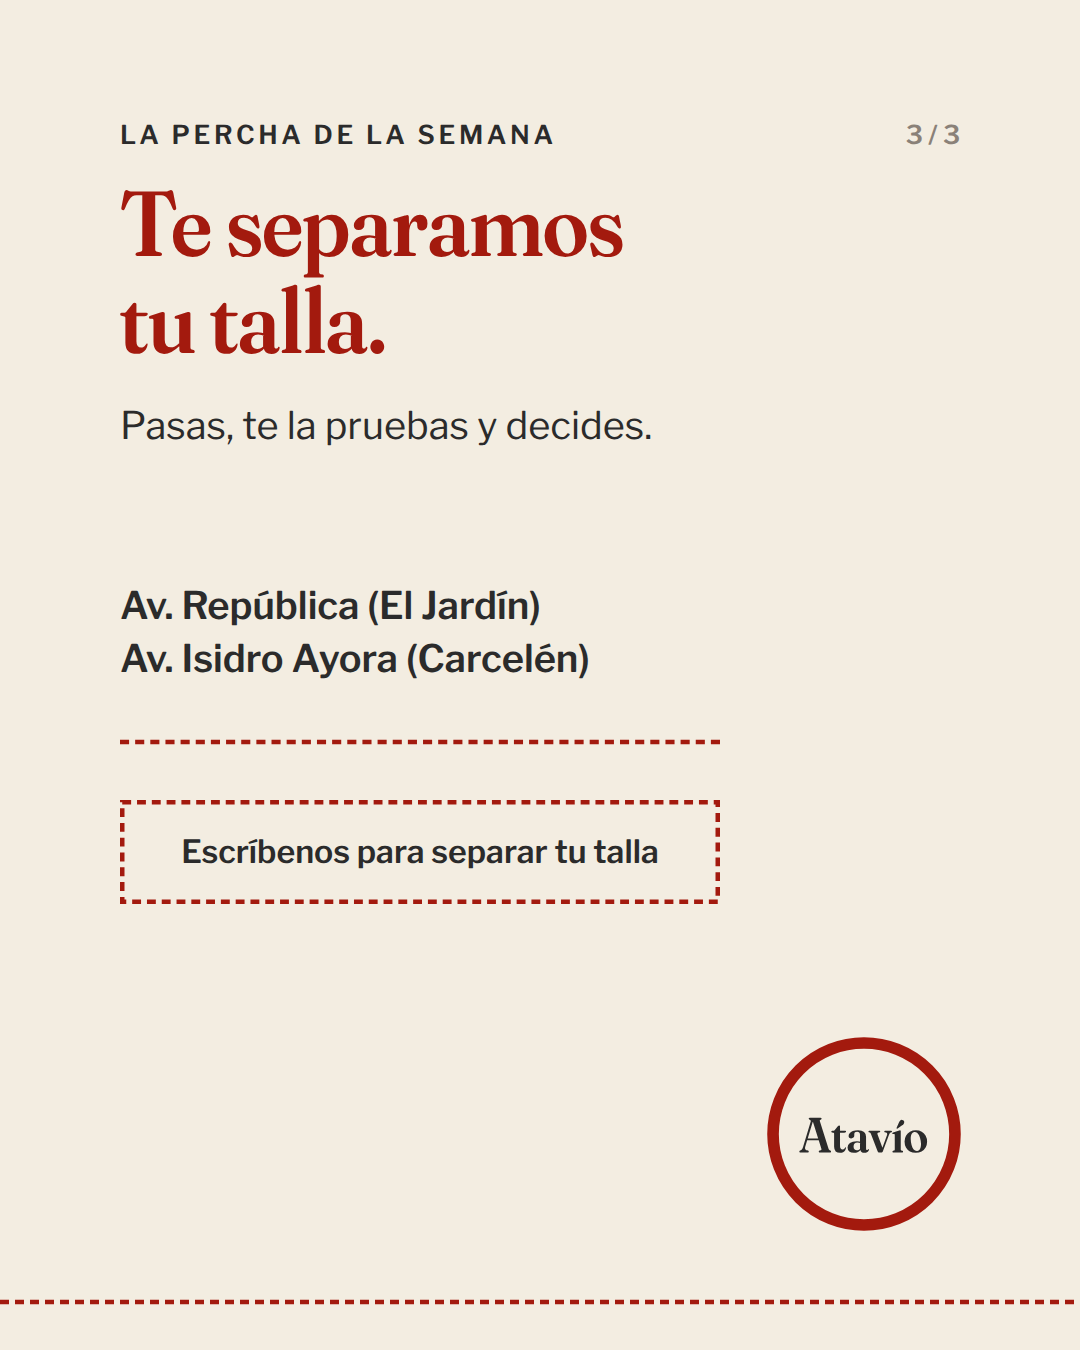 LA PERCHA DE LA SEMANA
3/3
Te separamos
tu talla.
Pasas, te la pruebas y decides.
Av. República (El Jardín)
Av. Isidro Ayora (Carcelén)
Escríbenos para separar tu talla
Atavío